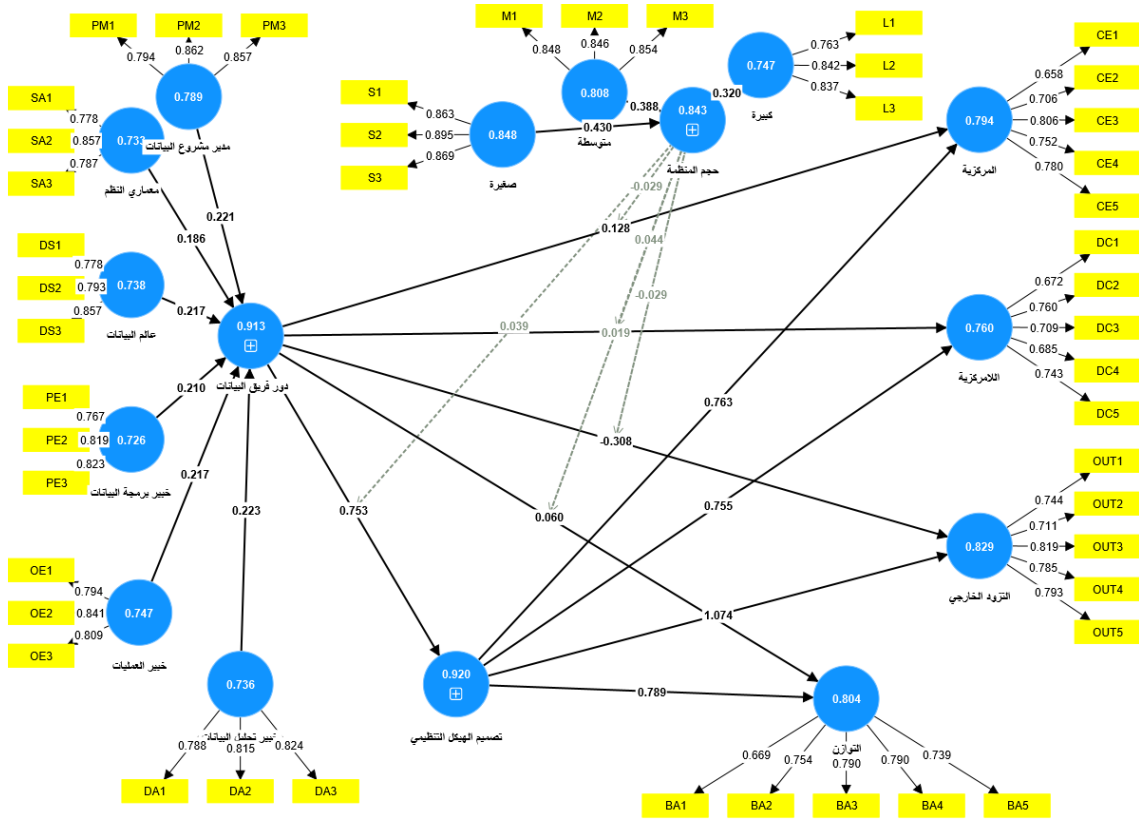 PM1
PM2
PM3
0.794
0.862
0.857
0.789
مدير مشروع البيانات
SA1
SA2
SA3
0.778
0.857
0.787
0.733
معماري النظم
0.221
0.186
DS1
DS2
DS3
0.778
0.793
0.857
0.738
عالم البيانات
0.217
0.913
دور فريق البيانات
PE1
PE2
PE3
0.767
0.819
0.823
0.726
خبير برمجة البيانات
0.210
0.217
0.223
OE1
OE2
OE3
0.794
0.841
0.809
0.747
خبير العمليات
0.736
خبير تحليل البيانات
0.788
0.815
0.824
DA1
DA2
DA3
S1
S2
S3
0.863
0.895
0.869
0.848
صغيرة
M1
M2
M3
0.848
0.846
0.854
0.808
متوسطة
0.430
0.388
0.320
0.843
حجم المنظمة
0.747
كبيرة
L1
L2
L3
0.763
0.842
0.837
-0.029
0.128
0.044
-0.029
0.039
0.019
0.763
-0.308
0.753
0.060
0.755
1.074
0.789
0.920
تصميم الهيكل التنظيمي
0.794
المركزية
0.658
0.706
0.806
0.752
0.780
CE1
CE2
CE3
CE4
CE5
0.760
اللامركزية
0.672
0.760
0.709
0.685
0.743
DC1
DC2
DC3
DC4
DC5
0.829
التزود الخارجي
0.744
0.711
0.819
0.785
0.793
OUT1
OUT2
OUT3
OUT4
OUT5
0.804
التوازن
0.669
0.754
0.790
0.790
0.739
BA1
BA2
BA3
BA4
BA5